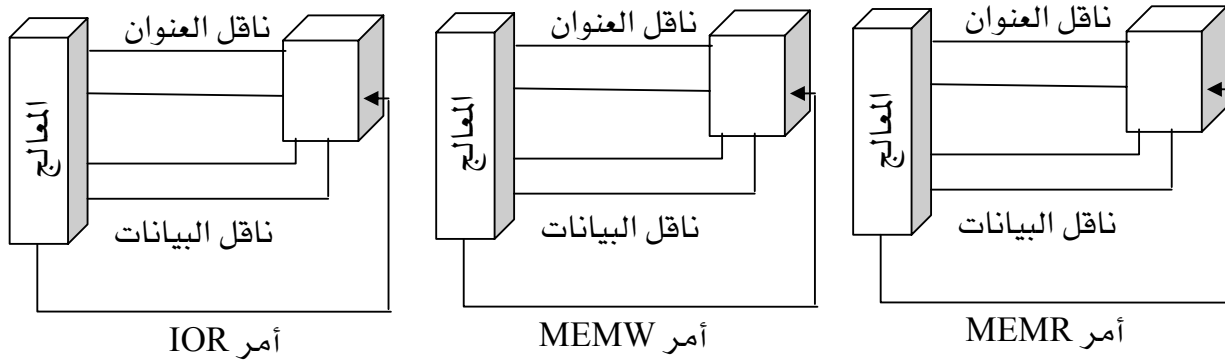 ناقل العنوان
المعالج
ناقل البيانات
أمر MEMR
ناقل العنوان
المعالج
ناقل البيانات
أمر MEMW
ناقل العنوان
المعالج
ناقل البيانات
أمر IOR